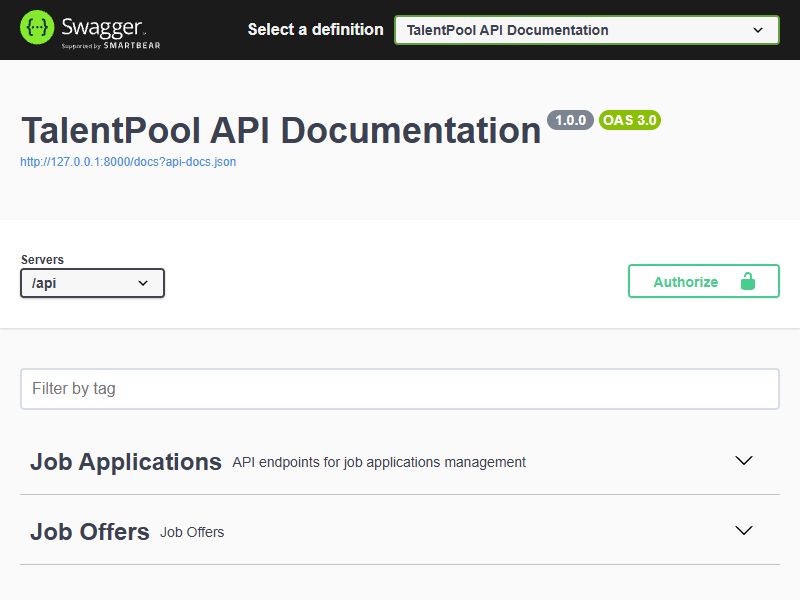 Swagger
Supported by SMARTBEAR
Select a definition
TalentPool API Documentation
TalentPool API Documentation 1.0.0 OAS 3.0
http://127.0.0.1:8000/docs?api-docs.json
Servers
/api
Authorize
Filter by tag
Job Applications API endpoints for job applications management
Job Offers Job Offers